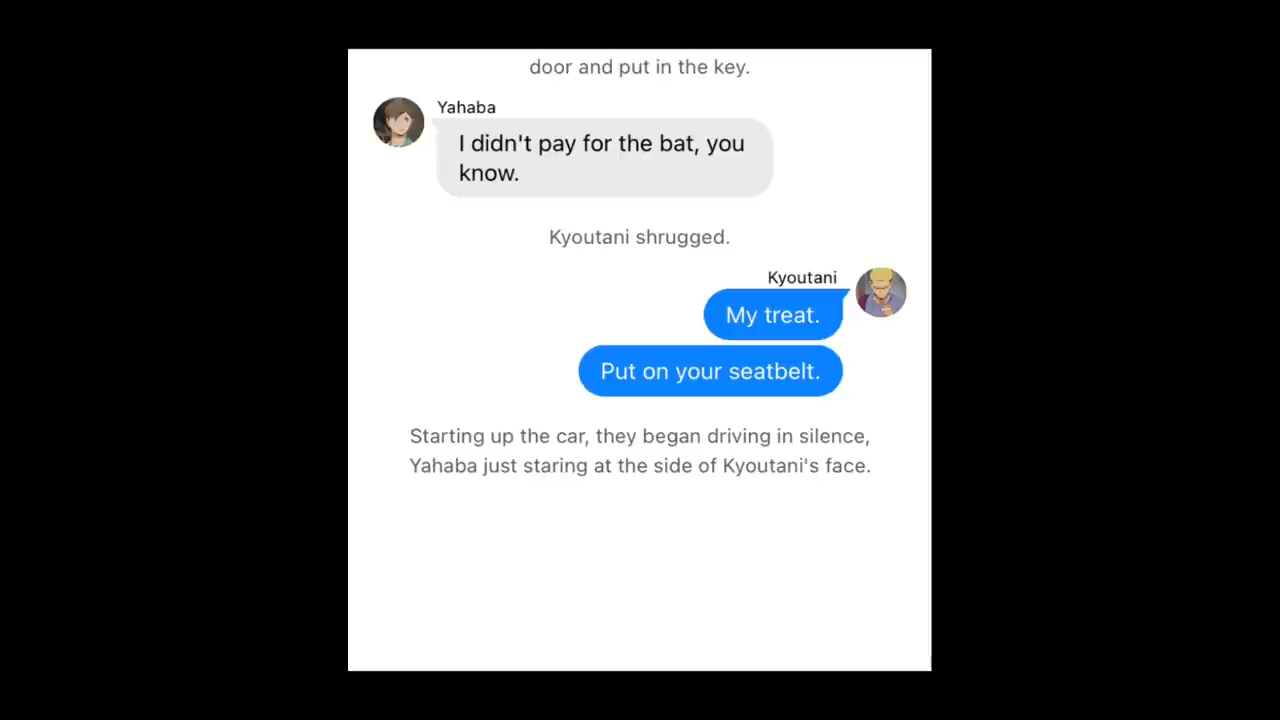 door and put in the key.
Yahaba
I didn't pay for the bat, you
know.
Kyoutani shrugged.
Kyoutani
My treat.
Put on your seatbelt.
Starting up the car, they began driving in silence,
Yahaba just staring at the side of Kyoutani's face.